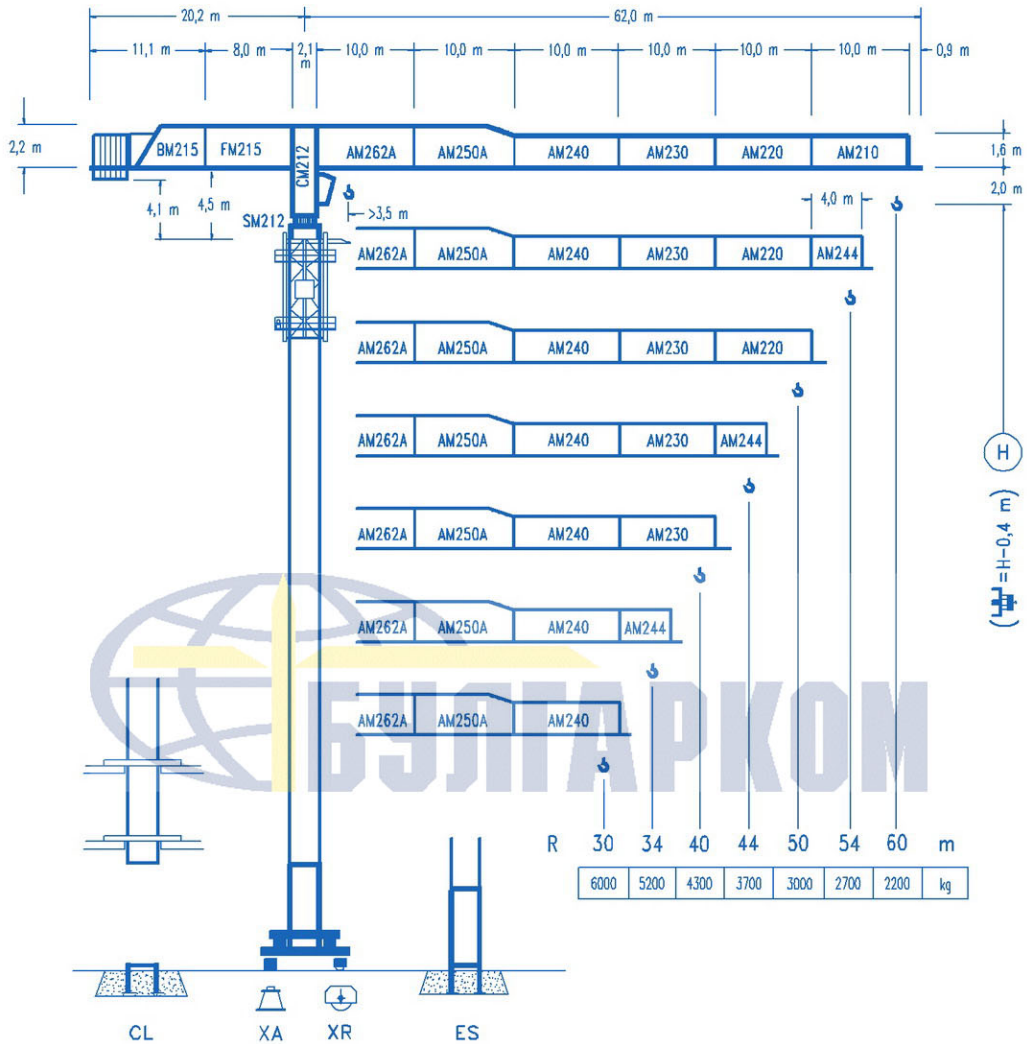 20,2 m 62,0 m
11,1 m 8,0 m 2,1 m 10,0 m 10,0 m 10,0 m 10,0 m 10,0 m 10,0 m 0,9 m
2,2 m BM215 FM215 CM212 AM262A AM250A AM240 AM230 AM220 AM210 1,6 m
4,1 m 4,5 m >3,5 m 4,0 m 2,0 m
SM212
AM262A AM250A AM240 AM230 AM220 AM244
AM262A AM250A AM240 AM230 AM220
AM262A AM250A AM240 AM230 AM244
H
AM262A AM250A AM240 AM230
(=H-0,4 m)
AM262A AM250A AM240 AM244
AM262A AM250A AM240
БУЛГАРКОМ
R 30 34 40 44 50 54 60 m
6000 5200 4300 3700 3000 2700 2200 kg
CL XA XR ES